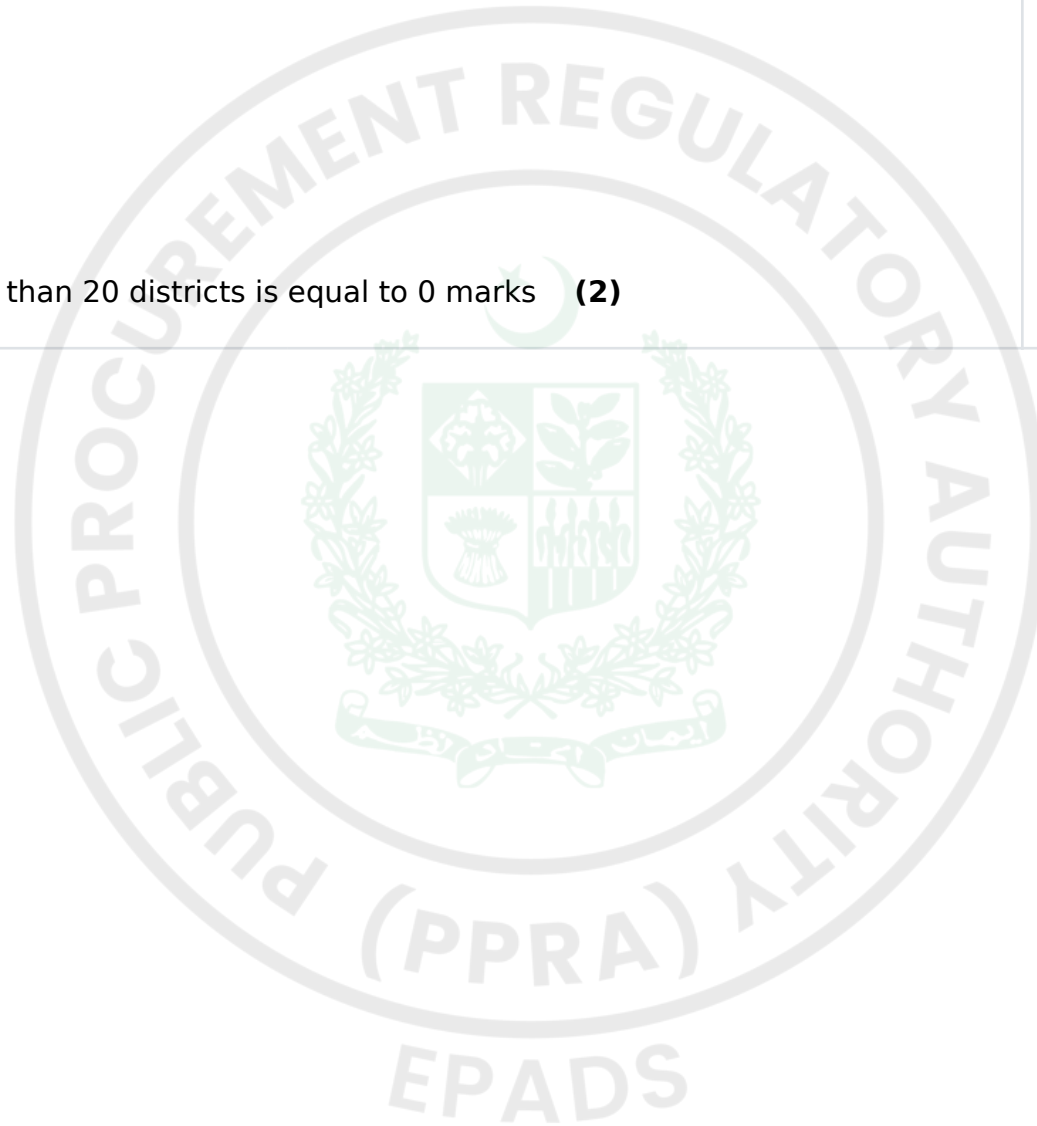 than 20 districts is equal to 0 marks (2)
PUBLIC PROCUREMENT REGULATORY AUTHORITY
(PPRA)
EPADS